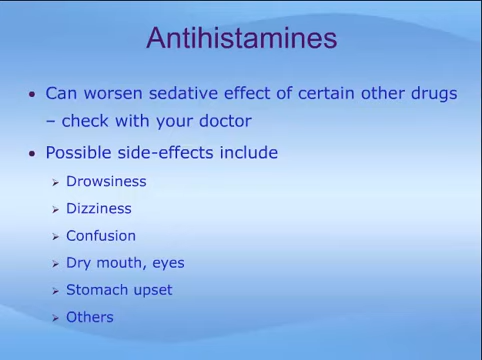 Antihistamines
• Can worsen sedative effect of certain other drugs
– check with your doctor
• Possible side-effects include
➢ Drowsiness
➢ Dizziness
➢ Confusion
➢ Dry mouth, eyes
➢ Stomach upset
➢ Others